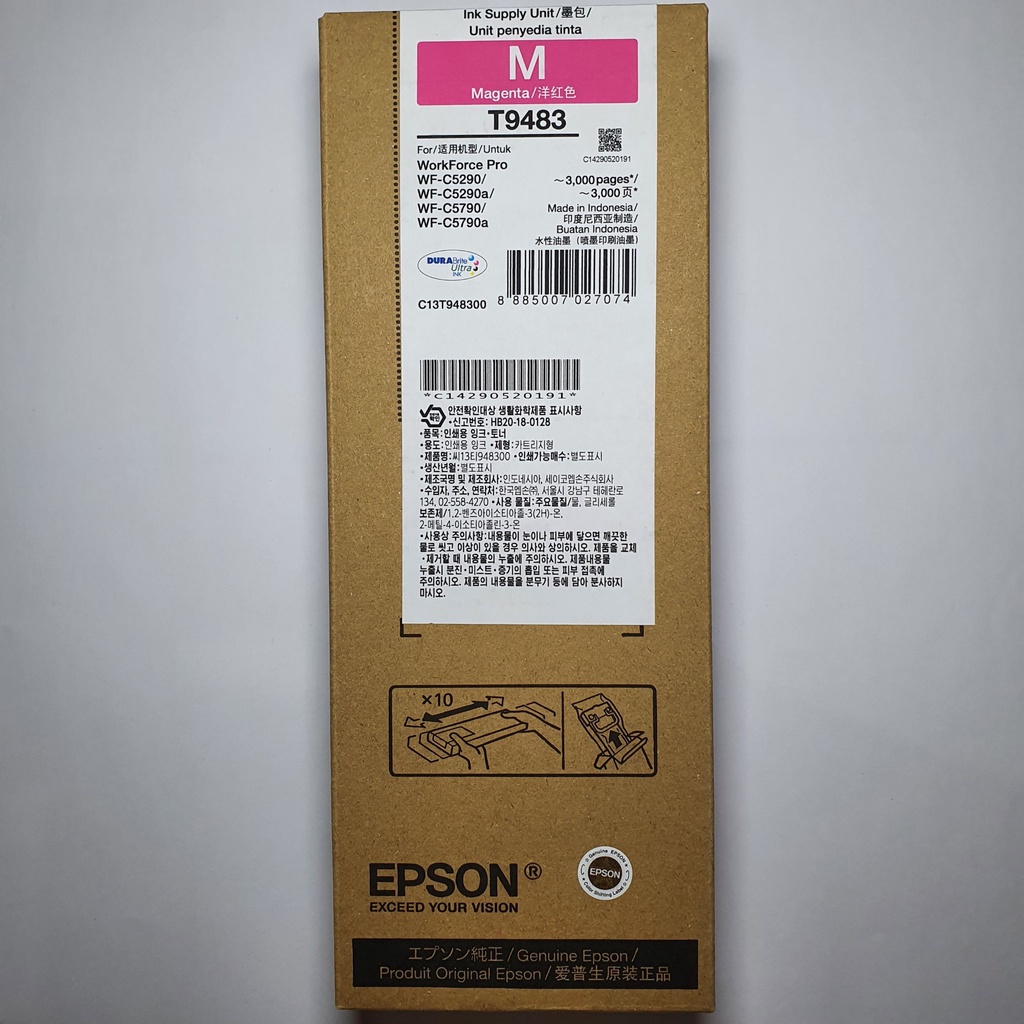 Ink Supply Unit/墨包/
Unit penyedia tinta
M
Magenta/洋红色
T9483
C14290520191
For/适用机型/Untuk
WorkForce Pro
WF-C5290/
WF-C5290a/
WF-C5790/
WF-C5790a
～3,000pages*/
～3,000 页*
Made in Indonesia/
印度尼西亚制造/
Buatan Indonesia
水性油墨 (喷墨印刷油墨)
DURABrite
Ultra
INK
C13T948300
8 885007 027074
*C14290520191*
안전확인대상 생활화학제품 표시사항
•신고번호: HB20-18-0128
•품목:인쇄용 잉크•토너
•용도:인쇄용 잉크 •제형:카트리지형
•제품명:씨13티948300 •인쇄가능매수:별도표시
•생산년월:별도표시
•제조국명 및 제조회사:인도네시아, 세이코엡손주식회사
•수입자, 주소, 연락처:한국엡손(주), 서울시 강남구 테헤란로
134, 02-558-4270 •사용 물질:주요물질/물, 글리세롤
보존제/1,2-벤즈아이소티아졸-3(2H)-온,
2-메틸-4-이소티아졸린-3-온
•사용상 주의사항:내용물이 눈이나 피부에 닿으면 깨끗한
물로 씻고 이상이 있을 경우 의사와 상의하시오. 제품을 교체
•제거할 때 내용물의 누출에 주의하시오. 제품내용물
누출시 분진•미스트•증기의 흡입 또는 피부 접촉에
주의하시오. 제품의 내용물을 분무기 등에 담아 분사하지
마시오.
×10
EPSON®
EXCEED YOUR VISION
Genuine EPSON
EPSON
Color Shifting Label
エプソン純正/Genuine Epson/
Produit Original Epson/爱普生原装正品